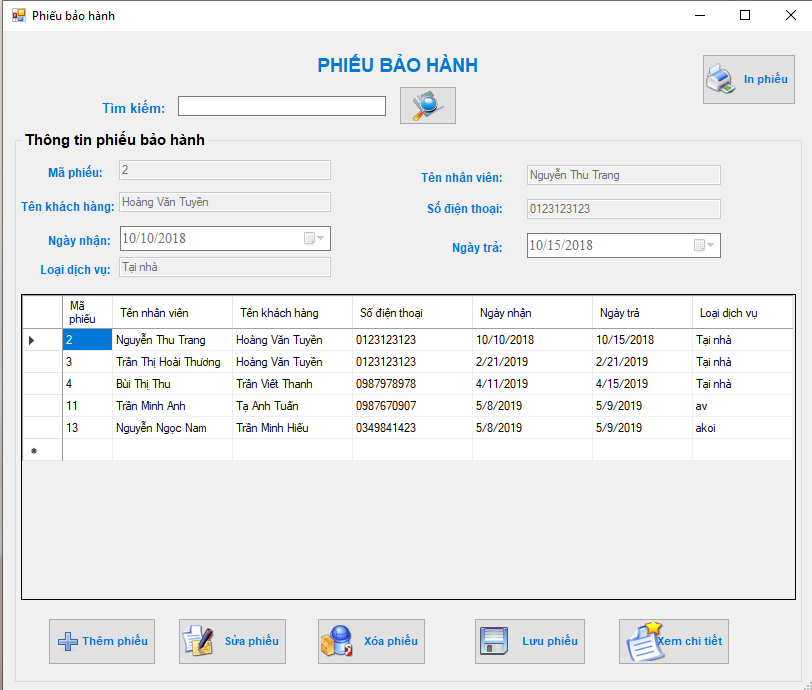 Phiếu bảo hành
PHIẾU BẢO HÀNH
In phiếu
Tìm kiếm:
Thông tin phiếu bảo hành
Mã phiếu: 2
Tên nhân viên: Nguyễn Thu Trang
Tên khách hàng: Hoàng Văn Tuyền
Số điện thoại: 0123123123
Ngày nhận: 10/10/2018
Ngày trả: 10/15/2018
Loại dịch vụ: Tại nhà
Mã phiếu Tên nhân viên Tên khách hàng Số điện thoại Ngày nhận Ngày trả Loại dịch vụ
2 Nguyễn Thu Trang Hoàng Văn Tuyền 0123123123 10/10/2018 10/15/2018 Tại nhà
3 Trần Thị Hoài Thương Hoàng Văn Tuyền 0123123123 2/21/2019 2/21/2019 Tại nhà
4 Bùi Thị Thu Trần Viết Thanh 0987978978 4/11/2019 4/15/2019 Tại nhà
11 Trần Minh Anh Tạ Anh Tuấn 0987670907 5/8/2019 5/9/2019 av
13 Nguyễn Ngọc Nam Trần Minh Hiếu 0349841423 5/8/2019 5/9/2019 akoi
Thêm phiếu Sửa phiếu Xóa phiếu Lưu phiếu Xem chi tiết